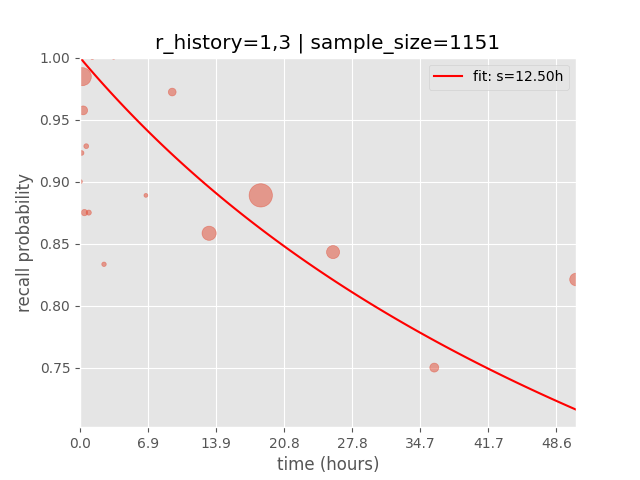 r_history=1,3 | sample_size=1151
fit: s=12.50h
recall probability
1.00
0.95
0.90
0.85
0.80
0.75
0.0 6.9 13.9 20.8 27.8 34.7 41.7 48.6
time (hours)